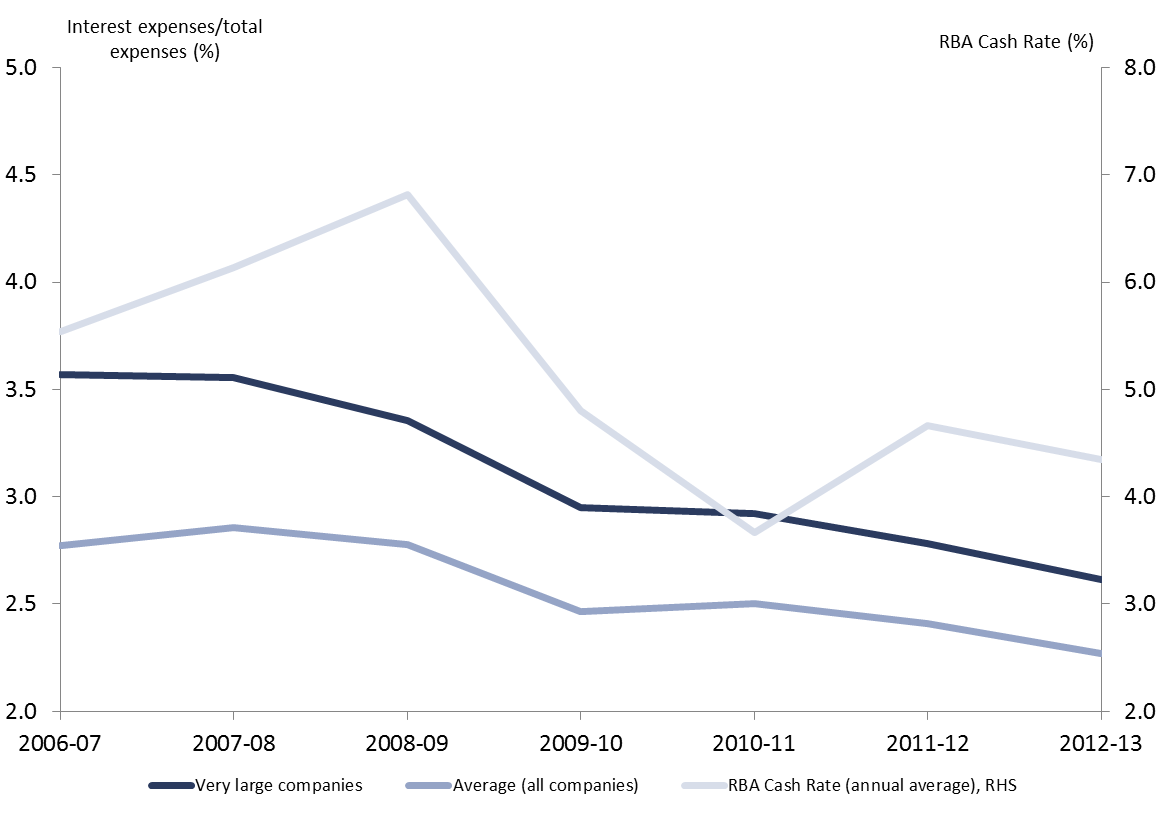 Interest expenses/total
expenses (%)
RBA Cash Rate (%)
5.0
4.5
4.0
3.5
3.0
2.5
2.0
8.0
7.0
6.0
5.0
4.0
3.0
2.0
2006-07 2007-08 2008-09 2009-10 2010-11 2011-12 2012-13
Very large companies Average (all companies) RBA Cash Rate (annual average), RHS